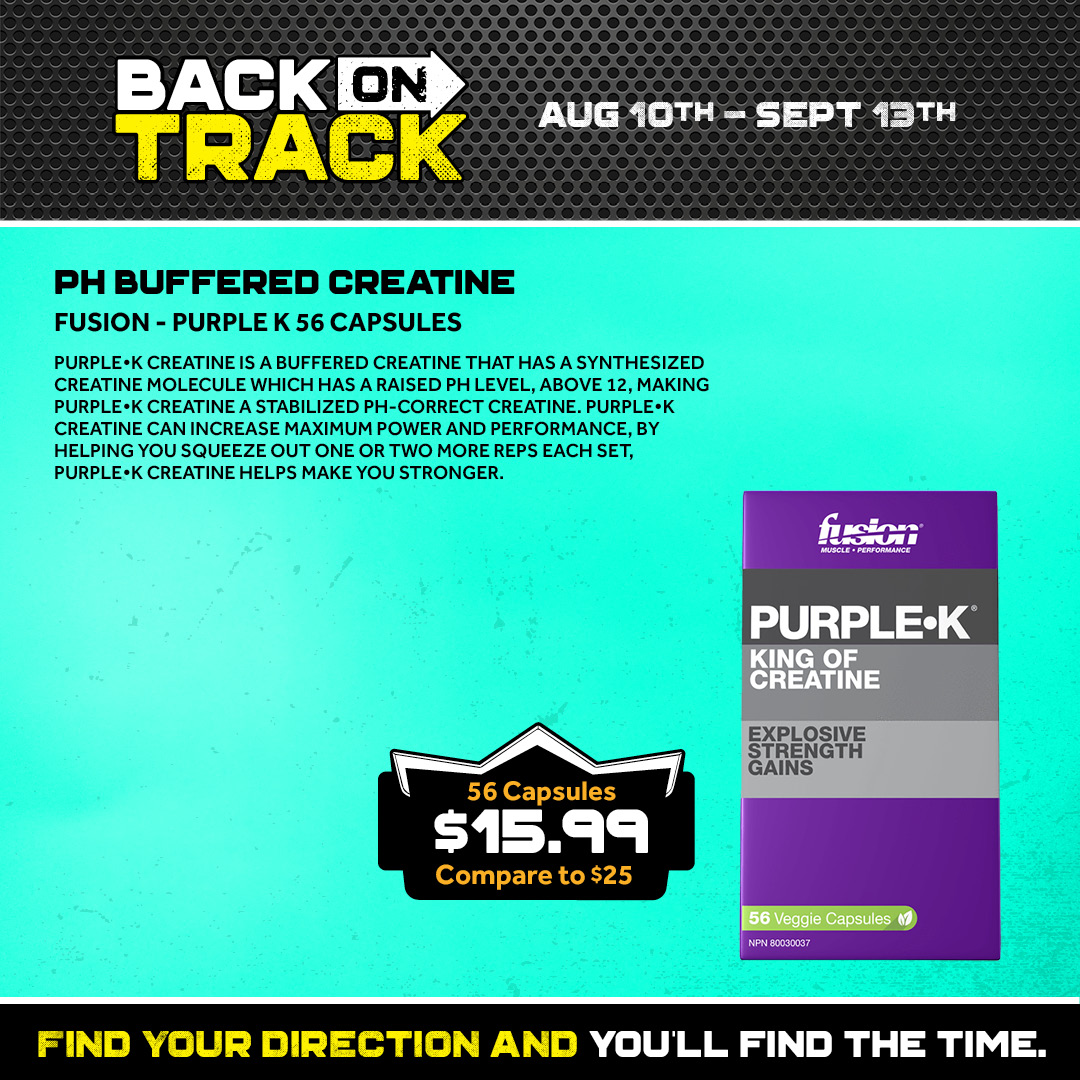 BACK ON
TRACK
AUG 10TH – SEPT 13TH
PH BUFFERED CREATINE
FUSION - PURPLE K 56 CAPSULES
PURPLE•K CREATINE IS A BUFFERED CREATINE THAT HAS A SYNTHESIZED
CREATINE MOLECULE WHICH HAS A RAISED PH LEVEL, ABOVE 12, MAKING
PURPLE•K CREATINE A STABILIZED PH-CORRECT CREATINE. PURPLE•K
CREATINE CAN INCREASE MAXIMUM POWER AND PERFORMANCE, BY
HELPING YOU SQUEEZE OUT ONE OR TWO MORE REPS EACH SET,
PURPLE•K CREATINE HELPS MAKE YOU STRONGER.
fusion®
MUSCLE • PERFORMANCE
PURPLE•K®
KING OF
CREATINE
EXPLOSIVE
STRENGTH
GAINS
56 Veggie Capsules
NPN 80030037
56 Capsules
$15.99
Compare to $25
FIND YOUR DIRECTION AND YOU'LL FIND THE TIME.